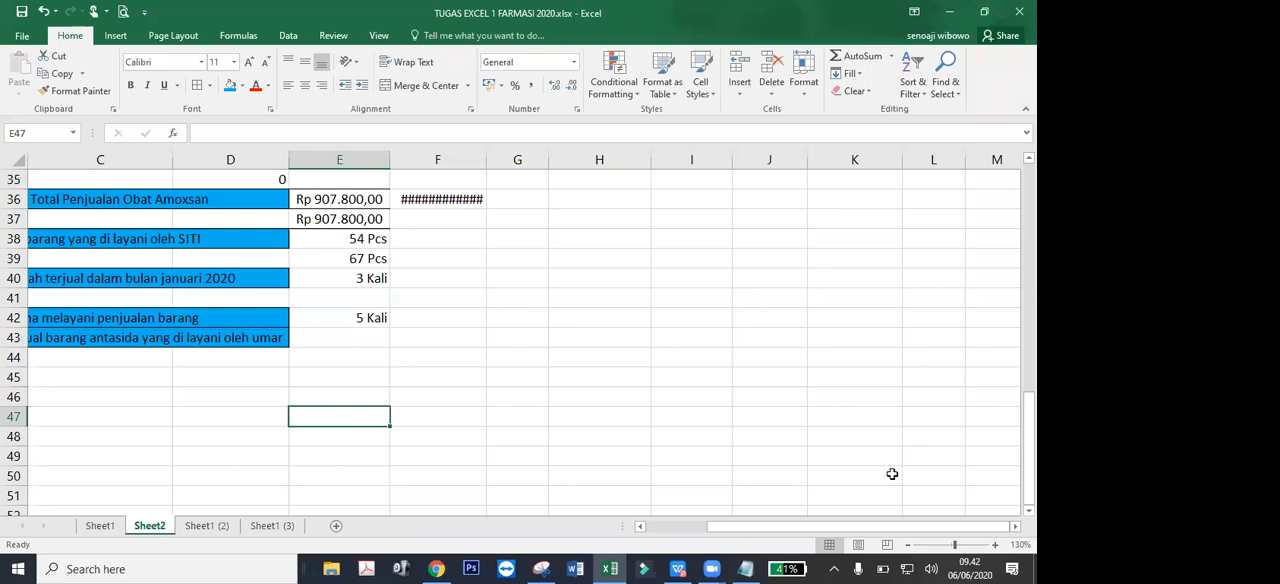 TUGAS EXCEL 1 FARMASI 2020.xlsx - Excel
File Home Insert Page Layout Formulas Data Review View Tell me what you want to do... senoaji wibowo Share
Paste Cut Copy Format Painter
Calibri 11 A A B I U A
Wrap Text Merge & Center
General % ,
Conditional Formatting Format as Table Cell Styles
Insert Delete Format
AutoSum Fill Clear Sort & Filter Find & Select
Clipboard Font Alignment Number Styles Cells Editing
E47 fx
C D E F G H I J K L M
35 0
36 Total Penjualan Obat Amoxsan Rp 907.800,00 ############
37 Rp 907.800,00
38 barang yang di layani oleh SITI 54 Pcs
39 67 Pcs
40 ah terjual dalam bulan januari 2020 3 Kali
41
42 na melayani penjualan barang 5 Kali
43 ual barang antasida yang di layani oleh umar
44
45
46
47
48
49
50
51
52
Sheet1 Sheet2 Sheet1 (2) Sheet1 (3)
Ready 130%
Search here 41% 09.42
06/06/2020